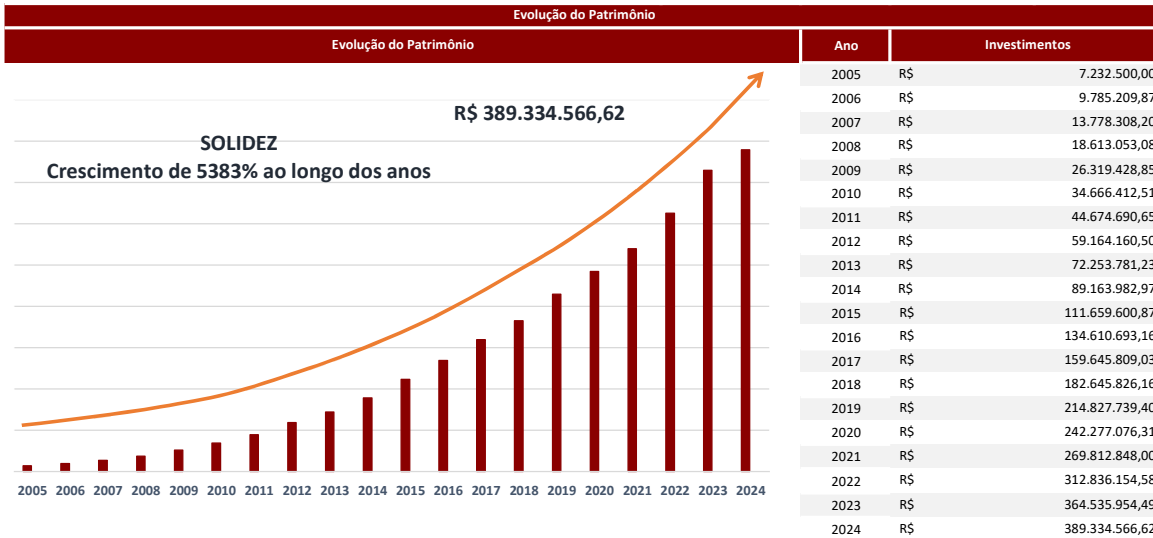 Evolução do Patrimônio
Evolução do Patrimônio
Ano Investimentos
R$ 389.334.566,62
SOLIDEZ
Crescimento de 5383% ao longo dos anos
2005 2006 2007 2008 2009 2010 2011 2012 2013 2014 2015 2016 2017 2018 2019 2020 2021 2022 2023 2024
2005 R$ 7.232.500,00
2006 R$ 9.785.209,87
2007 R$ 13.778.308,20
2008 R$ 18.613.053,08
2009 R$ 26.319.428,85
2010 R$ 34.666.412,51
2011 R$ 44.674.690,65
2012 R$ 59.164.160,50
2013 R$ 72.253.781,23
2014 R$ 89.163.982,97
2015 R$ 111.659.600,87
2016 R$ 134.610.693,16
2017 R$ 159.645.809,03
2018 R$ 182.645.826,16
2019 R$ 214.827.739,40
2020 R$ 242.277.076,31
2021 R$ 269.812.848,00
2022 R$ 312.836.154,58
2023 R$ 364.535.954,49
2024 R$ 389.334.566,62